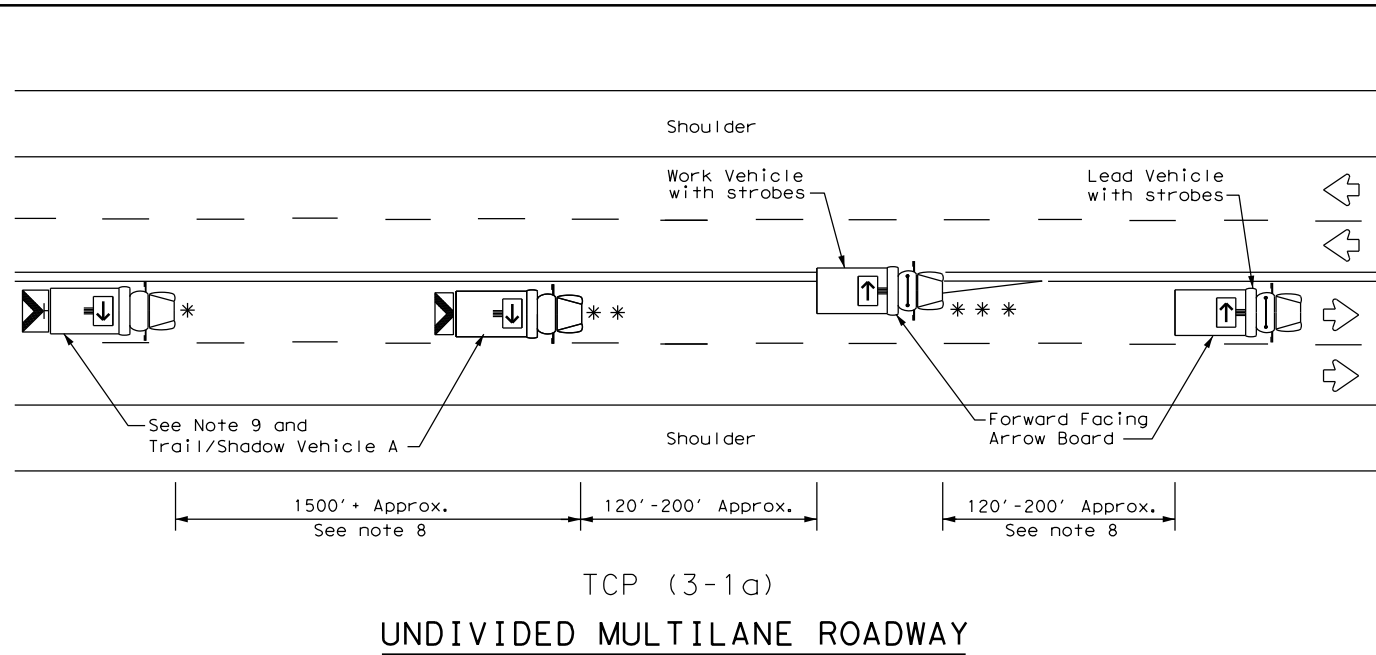 Shoulder
Work Vehicle
with strobes
Lead Vehicle
with strobes
*
* *
* * *
See Note 9 and
Trail/Shadow Vehicle A
Shoulder
Forward Facing
Arrow Board
1500'+ Approx.
See note 8
120'-200' Approx.
120'-200' Approx.
See note 8
TCP (3-1a)
UNDIVIDED MULTILANE ROADWAY